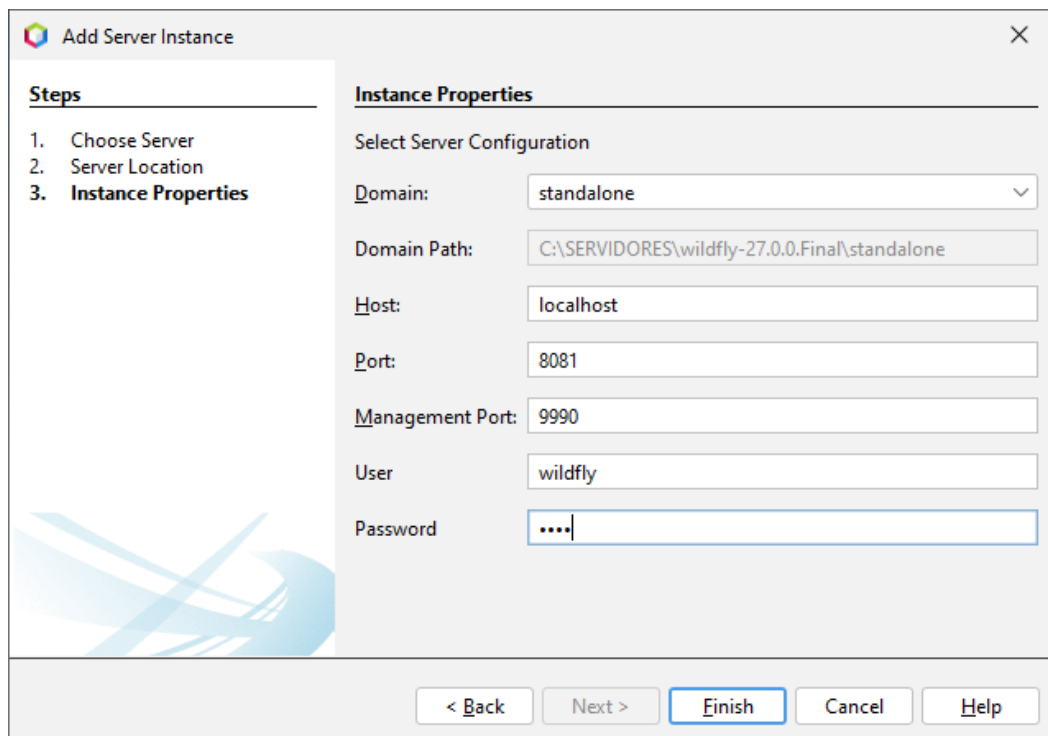 Add Server Instance
Steps
1. Choose Server
2. Server Location
3. Instance Properties
Instance Properties
Select Server Configuration
Domain: standalone
Domain Path: C:\SERVIDORES\wildfly-27.0.0.Final\standalone
Host: localhost
Port: 8081
Management Port: 9990
User wildfly
Password ••••
< Back Next > Finish Cancel Help